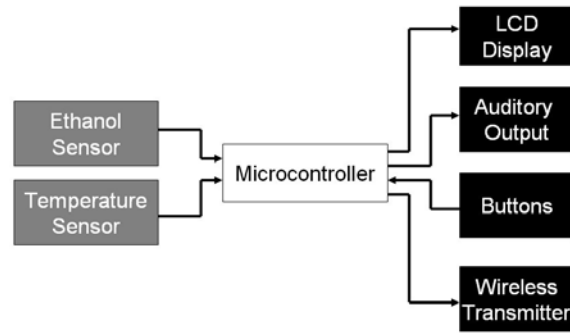 LCD
Display
Ethanol
Sensor
Auditory
Output
Microcontroller
Temperature
Sensor
Buttons
Wireless
Transmitter